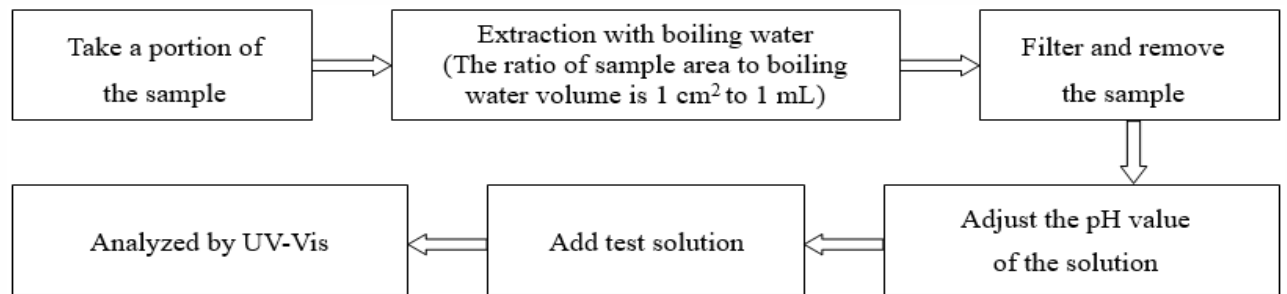 Take a portion of
the sample
Extraction with boiling water
(The ratio of sample area to boiling
water volume is 1 cm² to 1 mL)
Filter and remove
the sample
Adjust the pH value
of the solution
Add test solution
Analyzed by UV-Vis